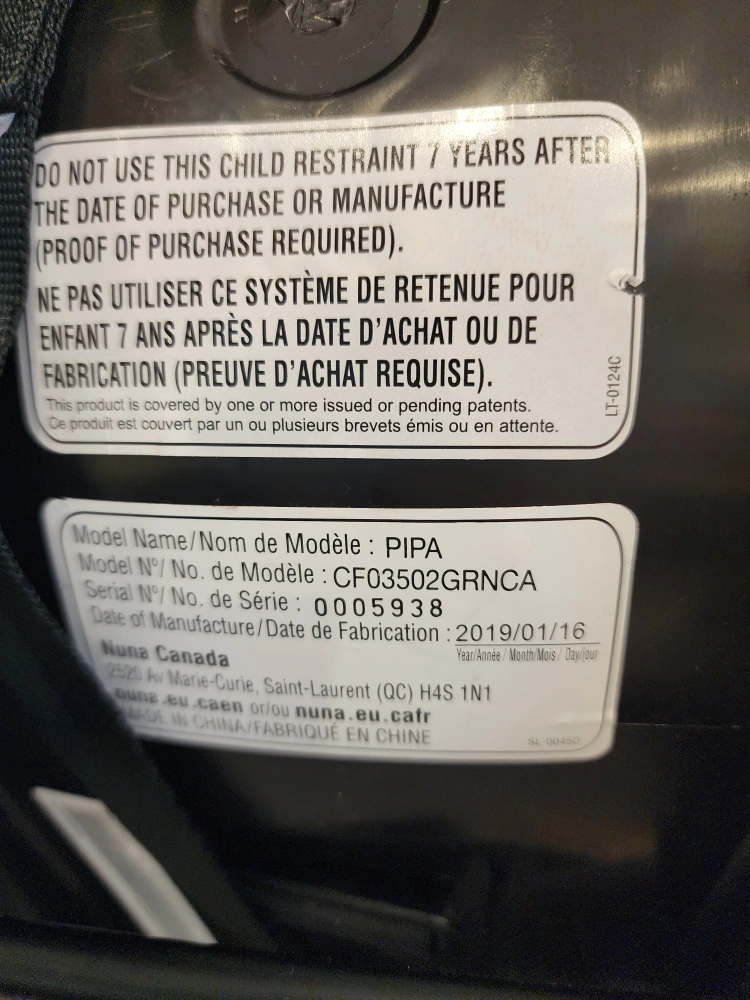 DO NOT USE THIS CHILD RESTRAINT 7 YEARS AFTER
THE DATE OF PURCHASE OR MANUFACTURE
(PROOF OF PURCHASE REQUIRED).
NE PAS UTILISER CE SYSTÈME DE RETENUE POUR
ENFANT 7 ANS APRÈS LA DATE D'ACHAT OU DE
FABRICATION (PREUVE D'ACHAT REQUISE).
This product is covered by one or more issued or pending patents.
Ce produit est couvert par un ou plusieurs brevets émis ou en attente.
LT-0124C
Model Name/Nom de Modèle : PIPA
Model Nº/ No. de Modèle : CF03502GRNCA
Serial Nº/ No. de Série : 0005938
Date of Manufacture/Date de Fabrication : 2019/01/16
Year/Année / Month/Mois / Day/jour
Nuna Canada
2520 Av Marie-Curie, Saint-Laurent (QC) H4S 1N1
nuna.eu.caen or/ou nuna.eu.cafr
MADE IN CHINA/FABRIQUÉ EN CHINE
SL-0045D